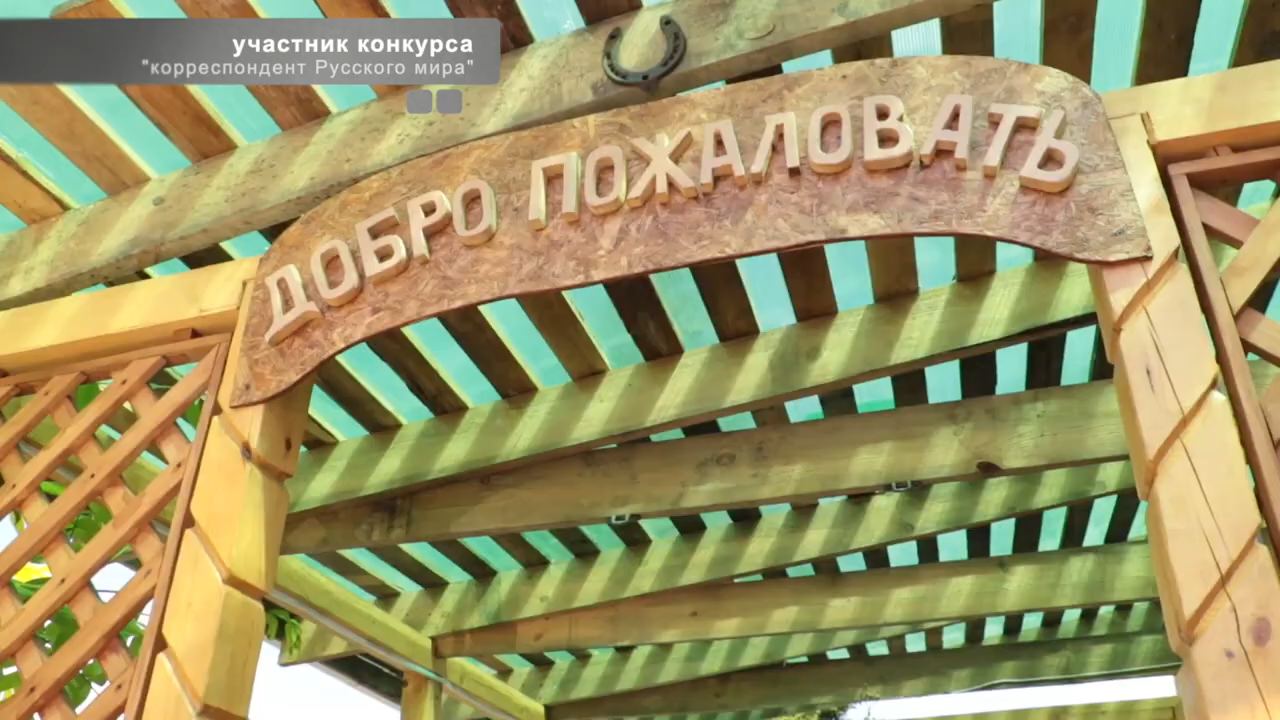 участник конкурса
"корреспондент Русского мира"
ДОБРО ПОЖАЛОВАТЬ